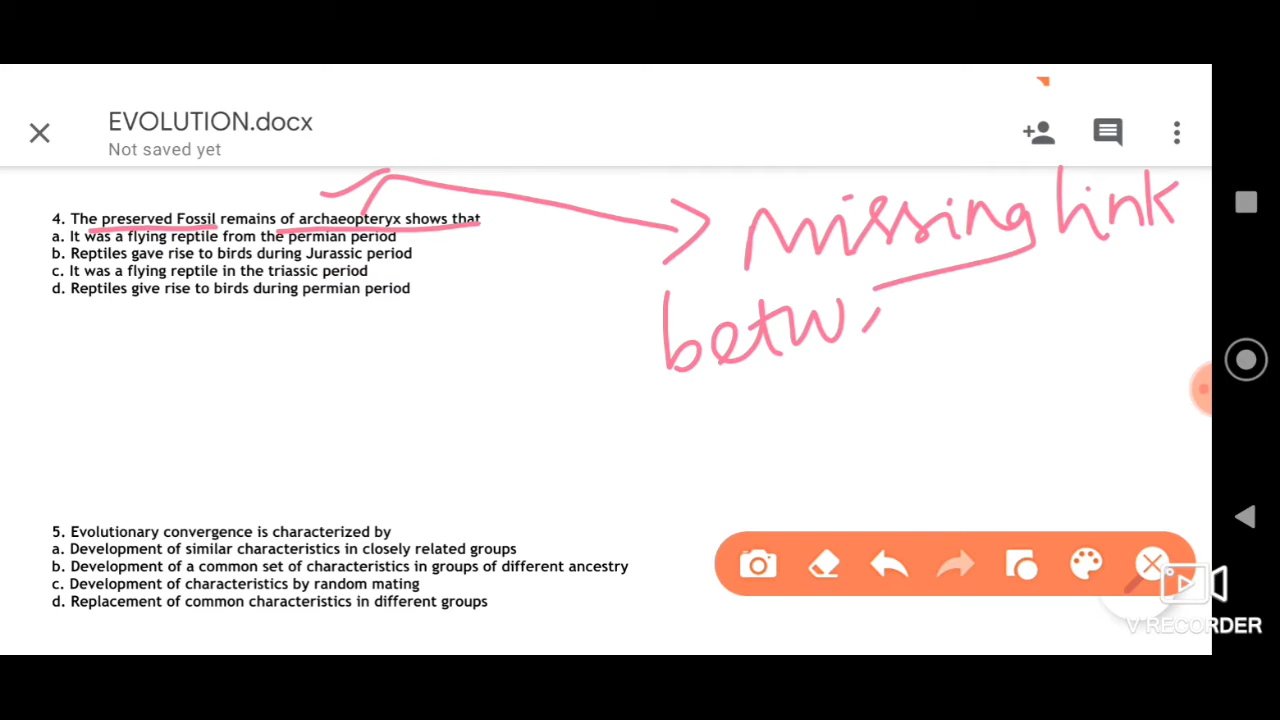 EVOLUTION.docx
Not saved yet
4. The preserved Fossil remains of archaeopteryx shows that
a. It was a flying reptile from the permian period
b. Reptiles gave rise to birds during Jurassic period
c. It was a flying reptile in the triassic period
d. Reptiles give rise to birds during permian period
missing link
betw
5. Evolutionary convergence is characterized by
a. Development of similar characteristics in closely related groups
b. Development of a common set of characteristics in groups of different ancestry
c. Development of characteristics by random mating
d. Replacement of common characteristics in different groups
V RECORDER